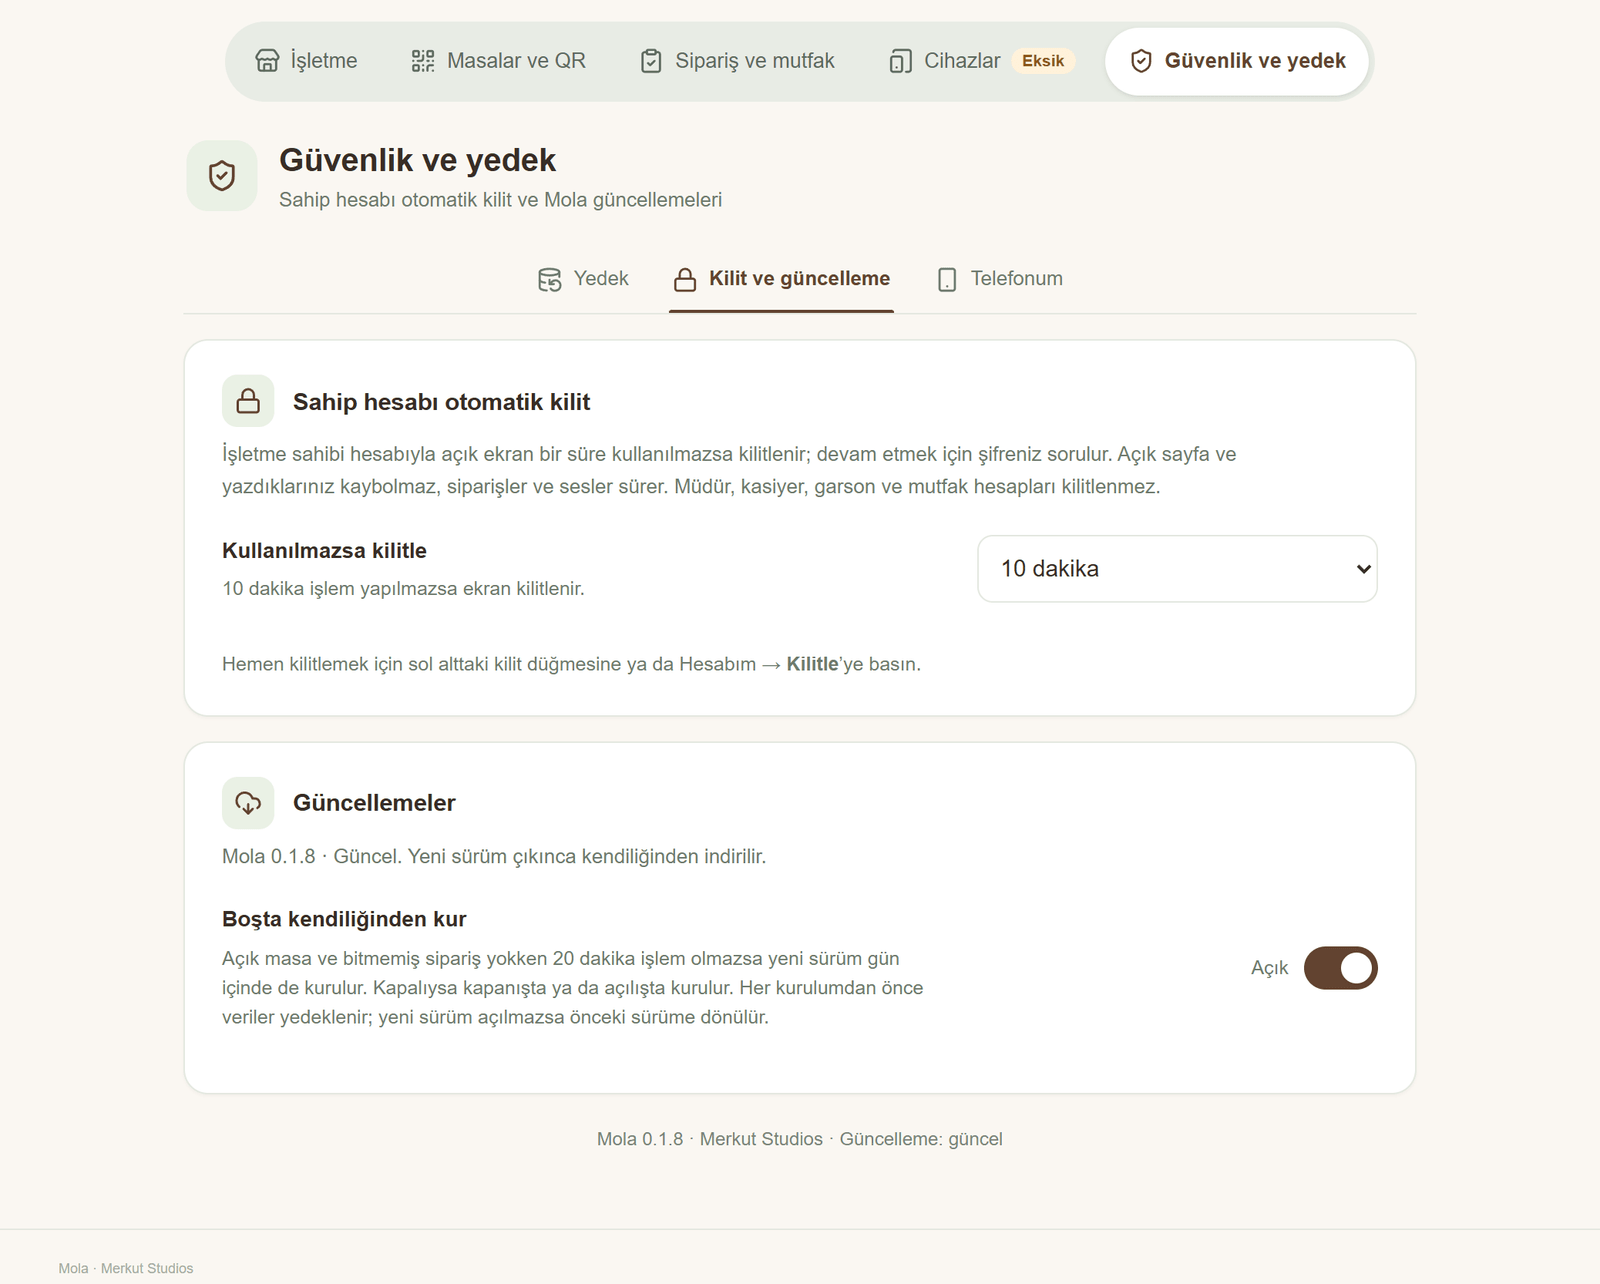 İşletme
Masalar ve QR
Sipariş ve mutfak
Cihazlar
Eksik
Güvenlik ve yedek
Güvenlik ve yedek
Sahip hesabı otomatik kilit ve Mola güncellemeleri
Yedek
Kilit ve güncelleme
Telefonum
Sahip hesabı otomatik kilit
İşletme sahibi hesabıyla açık ekran bir süre kullanılmazsa kilitlenir; devam etmek için şifreniz sorulur. Açık sayfa ve
yazdıklarınız kaybolmaz, siparişler ve sesler sürer. Müdür, kasiyer, garson ve mutfak hesapları kilitlenmez.
Kullanılmazsa kilitle
10 dakika işlem yapılmazsa ekran kilitlenir.
10 dakika
Hemen kilitlemek için sol alttaki kilit düğmesine ya da Hesabım → Kilitle’ye basın.
Güncellemeler
Mola 0.1.8 · Güncel. Yeni sürüm çıkınca kendiliğinden indirilir.
Boşta kendiliğinden kur
Açık masa ve bitmemiş sipariş yokken 20 dakika işlem olmazsa yeni sürüm gün
içinde de kurulur. Kapalıysa kapanışta ya da açılışta kurulur. Her kurulumdan önce
veriler yedeklenir; yeni sürüm açılmazsa önceki sürüme dönülür.
Açık
Mola 0.1.8 · Merkut Studios · Güncelleme: güncel
Mola · Merkut Studios